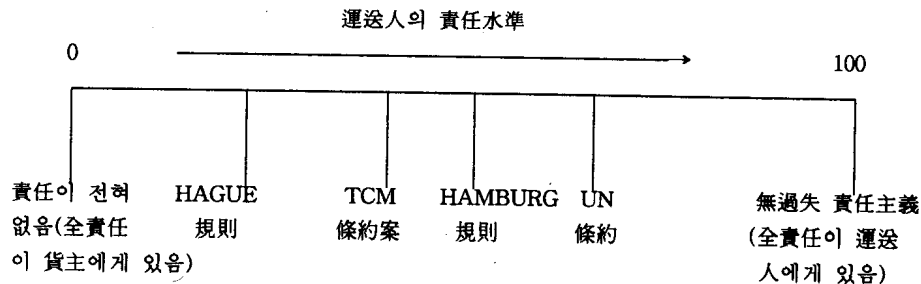 運送人의 責任水準
0
100
責任이 전혀
없음(全責任
이 貨主에게 있음)
HAGUE
規則
TCM
條約案
HAMBURG
規則
UN
條約
無過失 責任主義
(全責任이 運送
人에게 있음)